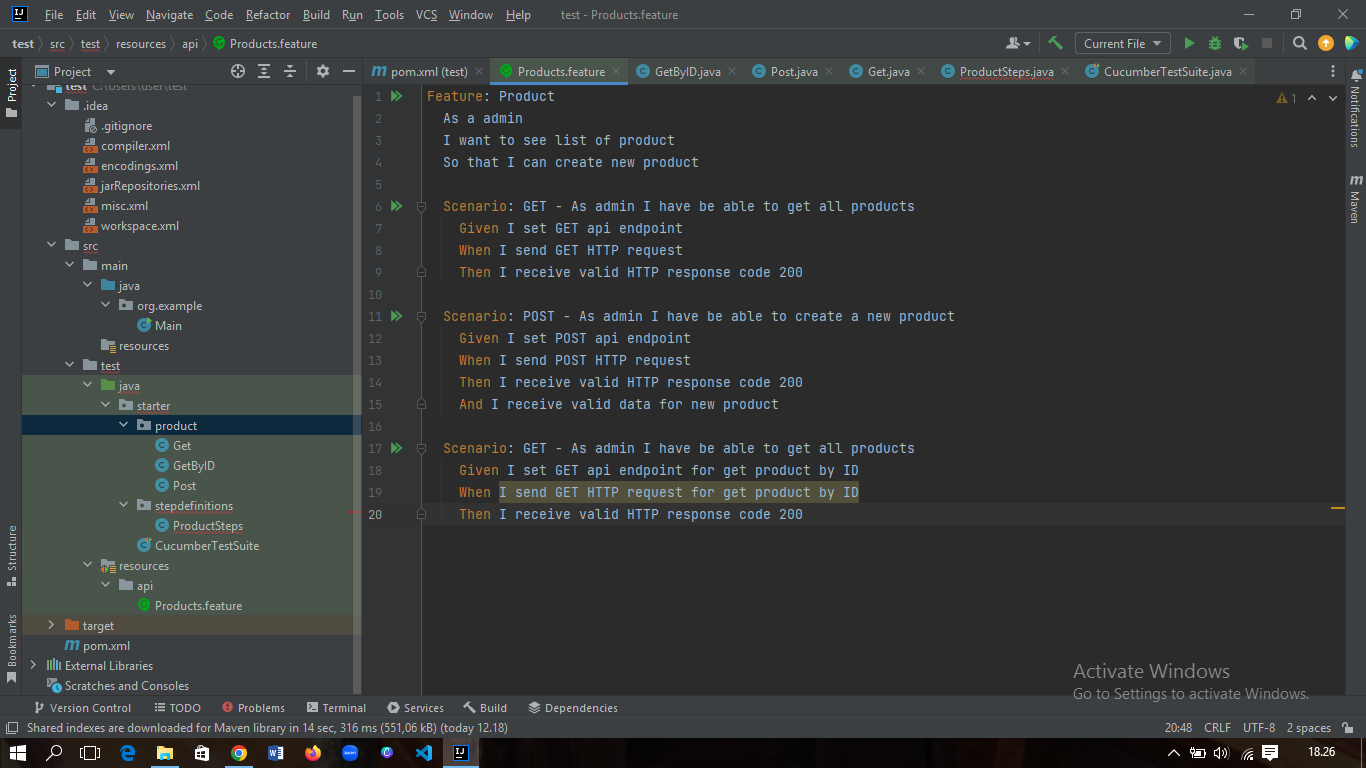 File Edit View Navigate Code Refactor Build Run Tools VCS Window Help test - Products.feature
test src test resources api Products.feature Current File
Project pom.xml (test) Products.feature GetByID.java Post.java Get.java ProductSteps.java CucumberTestSuite.java
Project
Structure
Bookmarks
test C:\Users\user\test
.idea
.gitignore
compiler.xml
encodings.xml
jarRepositories.xml
misc.xml
workspace.xml
src
main
java
org.example
Main
resources
test
java
starter
product
Get
GetByID
Post
stepdefinitions
ProductSteps
CucumberTestSuite
resources
api
Products.feature
target
pom.xml
External Libraries
Scratches and Consoles
1 Feature: Product
2 As a admin
3 I want to see list of product
4 So that I can create new product
5
6 Scenario: GET - As admin I have be able to get all products
7 Given I set GET api endpoint
8 When I send GET HTTP request
9 Then I receive valid HTTP response code 200
10
11 Scenario: POST - As admin I have be able to create a new product
12 Given I set POST api endpoint
13 When I send POST HTTP request
14 Then I receive valid HTTP response code 200
15 And I receive valid data for new product
16
17 Scenario: GET - As admin I have be able to get all products
18 Given I set GET api endpoint for get product by ID
19 When I send GET HTTP request for get product by ID
20 Then I receive valid HTTP response code 200
1
Notifications
Maven
Activate Windows
Go to Settings to activate Windows.
Version Control TODO Problems Terminal Services Build Dependencies
Shared indexes are downloaded for Maven library in 14 sec, 316 ms (551,06 kB) (today 12.18) 20:48 CRLF UTF-8 2 spaces
18.26